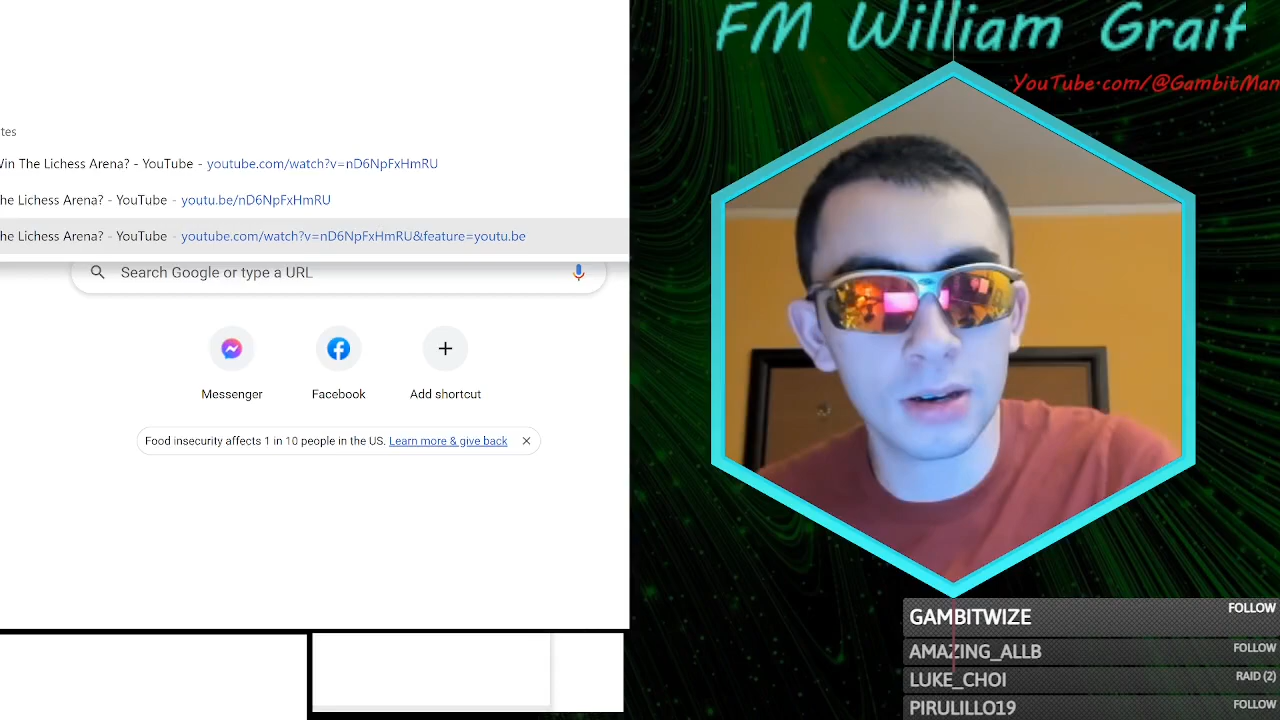 tes
Win The Lichess Arena? - YouTube - youtube.com/watch?v=nD6NpFxHmRU
he Lichess Arena? - YouTube - youtu.be/nD6NpFxHmRU
he Lichess Arena? - YouTube - youtube.com/watch?v=nD6NpFxHmRU&feature=youtu.be
Search Google or type a URL
Messenger
Facebook
Add shortcut
Food insecurity affects 1 in 10 people in the US. Learn more & give back
FM William Graif
YouTube.com/@GambitMan
GAMBITWIZE FOLLOW
AMAZING_ALLB FOLLOW
LUKE_CHOI RAID (2)
PIRULILLO19 FOLLOW